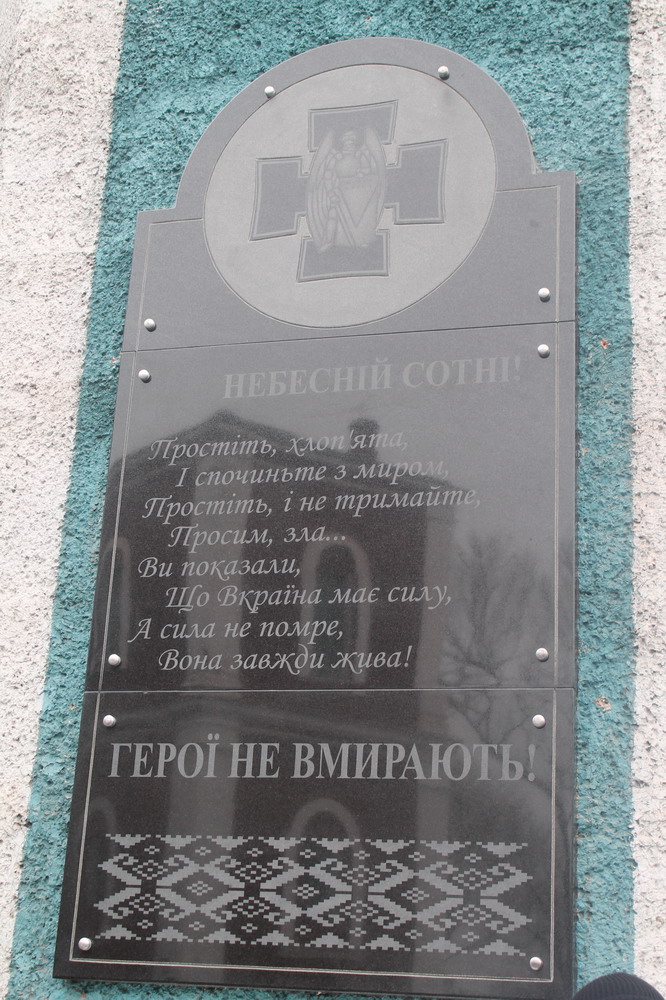 НЕБЕСНІЙ СОТНІ!
Простіть, хлоп'ята,
І спочиньте з миром,
Простіть, і не тримайте,
Просим, зла...
Ви показали,
Що Вкраїна має силу,
А сила не помре,
Вона завжди жива!
ГЕРОЇ НЕ ВМИРАЮТЬ!